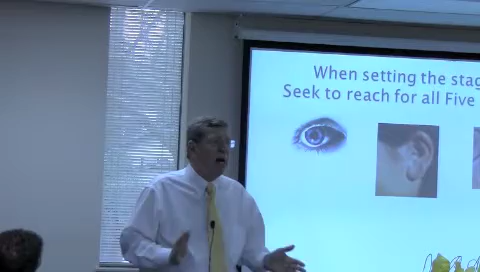 When setting the stag
Seek to reach for all Five